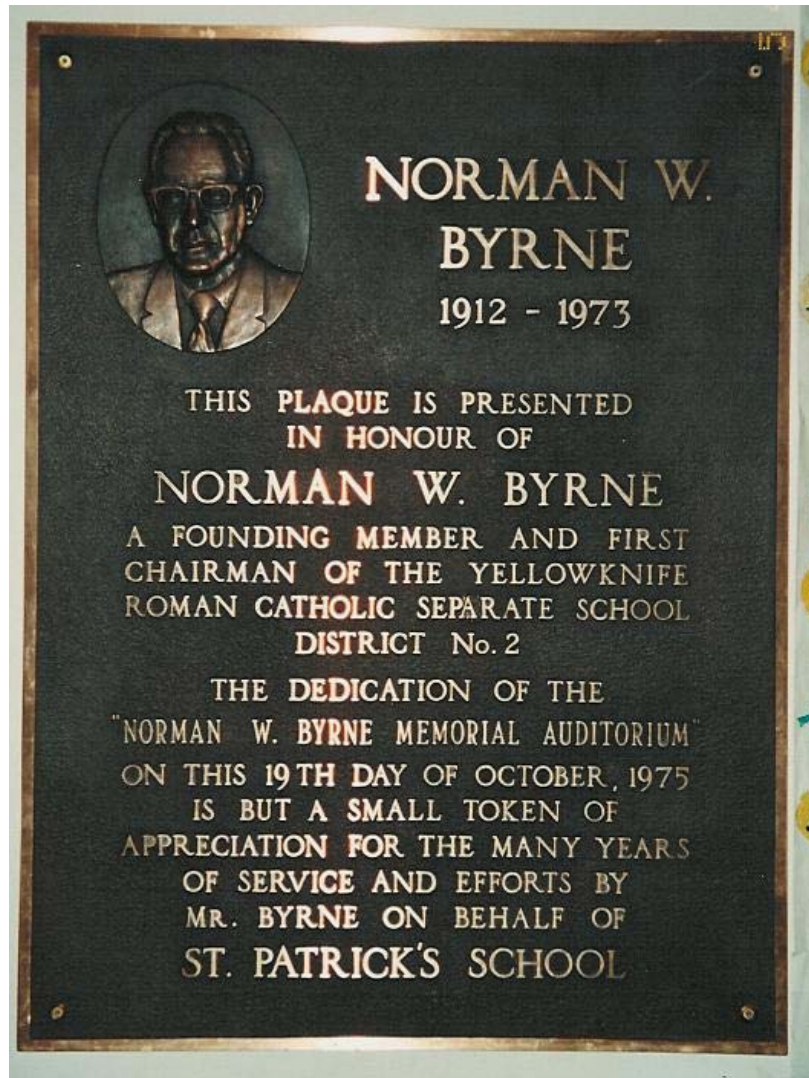 NORMAN W.
BYRNE
1912 - 1973
THIS PLAQUE IS PRESENTED
IN HONOUR OF
NORMAN W. BYRNE
A FOUNDING MEMBER AND FIRST
CHAIRMAN OF THE YELLOWKNIFE
ROMAN CATHOLIC SEPARATE SCHOOL
DISTRICT No. 2
THE DEDICATION OF THE
"NORMAN W. BYRNE MEMORIAL AUDITORIUM"
ON THIS 19TH DAY OF OCTOBER, 1975
IS BUT A SMALL TOKEN OF
APPRECIATION FOR THE MANY YEARS
OF SERVICE AND EFFORTS BY
MR. BYRNE ON BEHALF OF
ST. PATRICK'S SCHOOL